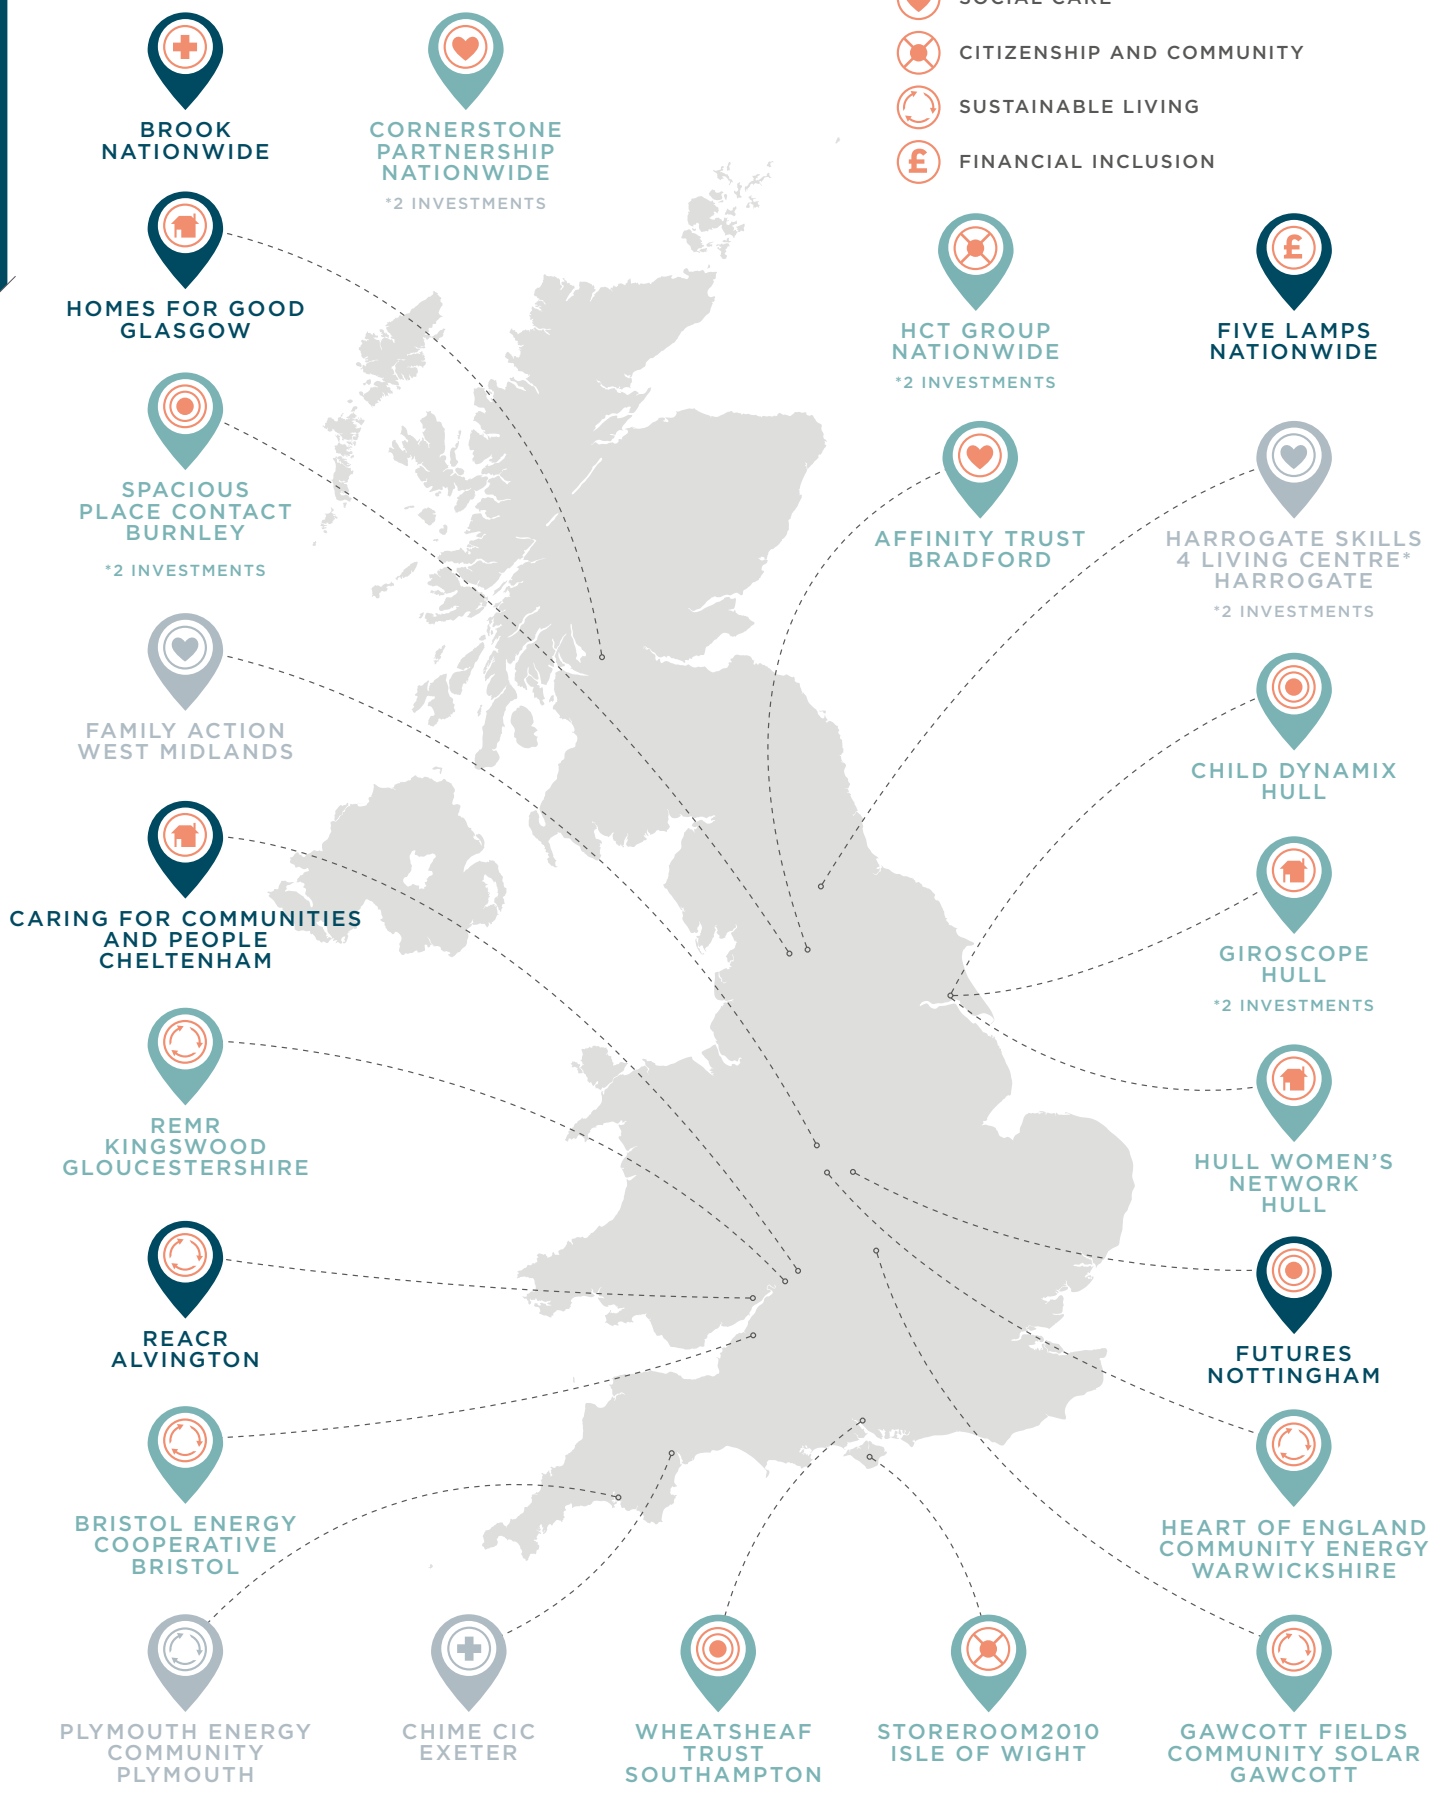 SOCIAL CARE
CITIZENSHIP AND COMMUNITY
SUSTAINABLE LIVING
£ FINANCIAL INCLUSION
BROOK
NATIONWIDE
CORNERSTONE
PARTNERSHIP
NATIONWIDE
*2 INVESTMENTS
HOMES FOR GOOD
GLASGOW
HCT GROUP
NATIONWIDE
*2 INVESTMENTS
£
FIVE LAMPS
NATIONWIDE
SPACIOUS
PLACE CONTACT
BURNLEY
*2 INVESTMENTS
AFFINITY TRUST
BRADFORD
HARROGATE SKILLS
4 LIVING CENTRE*
HARROGATE
*2 INVESTMENTS
FAMILY ACTION
WEST MIDLANDS
CHILD DYNAMIX
HULL
CARING FOR COMMUNITIES
AND PEOPLE
CHELTENHAM
GIROSCOPE
HULL
*2 INVESTMENTS
REMR
KINGSWOOD
GLOUCESTERSHIRE
HULL WOMEN’S
NETWORK
HULL
REACR
ALVINGTON
FUTURES
NOTTINGHAM
BRISTOL ENERGY
COOPERATIVE
BRISTOL
HEART OF ENGLAND
COMMUNITY ENERGY
WARWICKSHIRE
PLYMOUTH ENERGY
COMMUNITY
PLYMOUTH
CHIME CIC
EXETER
WHEATSHEAF
TRUST
SOUTHAMPTON
STOREROOM2010
ISLE OF WIGHT
GAWCOTT FIELDS
COMMUNITY SOLAR
GAWCOTT